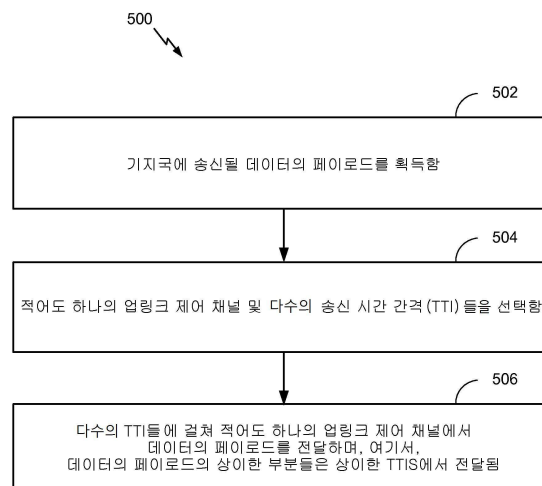 500
502
기지국에 송신될 데이터의 페이로드를 획득함
504
적어도 하나의 업링크 제어 채널 및 다수의 송신 시간 간격(TTI)들을 선택함
506
다수의 TTI들에 걸쳐 적어도 하나의 업링크 제어 채널에서
데이터의 페이로드를 전달하며, 여기서,
데이터의 페이로드의 상이한 부분들은 상이한 TTIS에서 전달됨